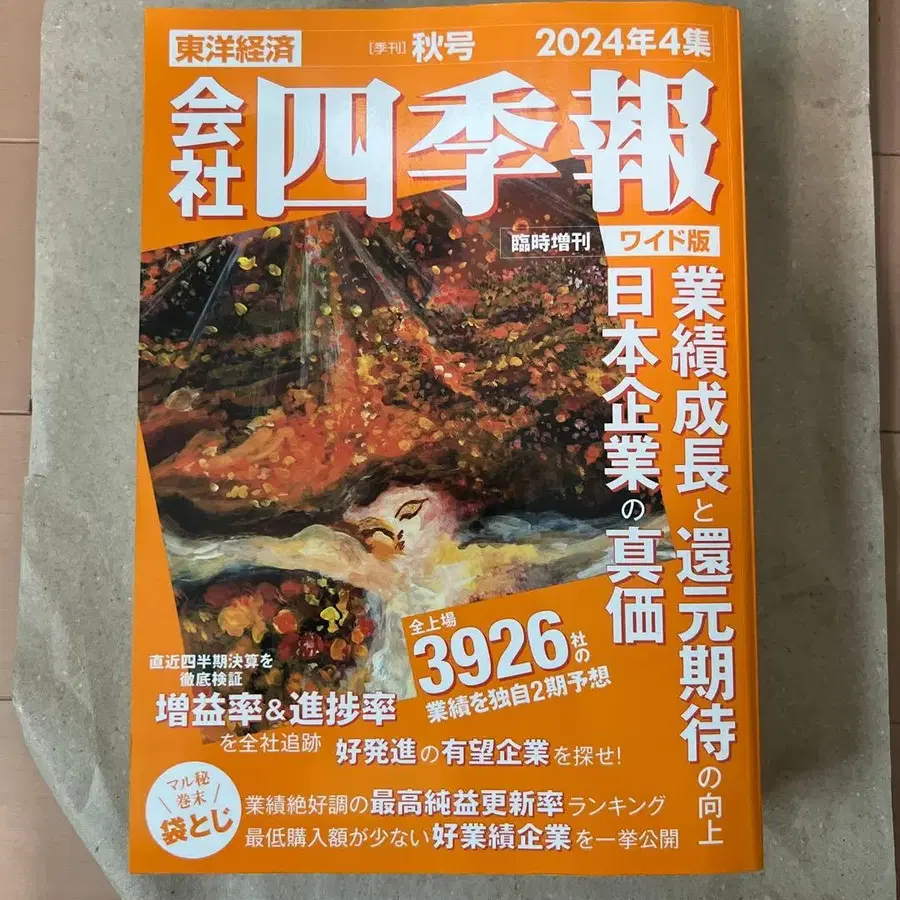 東洋経済
[季刊] 秋号
2024年4集
会社四季報
臨時増刊
ワイド版
業績成長と還元期待の向上
日本企業の真価
全上場
3926社の
業績を独自2期予想
直近四半期決算を
徹底検証
増益率&進捗率
を全社追跡
好発進の有望企業を探せ!
マル秘
巻末
袋とじ
業績絶好調の最高純益更新率ランキング
最低購入額が少ない好業績企業を一挙公開